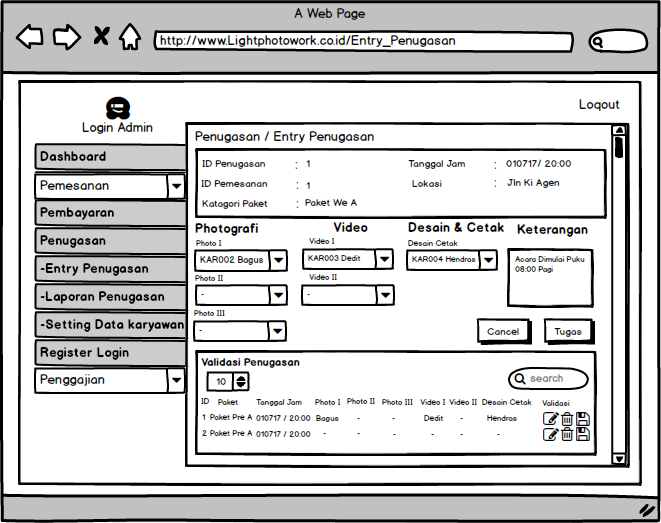 A Web Page
http://www.Lightphotowork.co.id/Entry_Penugasan
Login Admin
Logout
Dashboard
Pemesanan
Pembayaran
Penugasan
-Entry Penugasan
-Laporan Penugasan
-Setting Data karyawan
Register Login
Penggajian
Penugasan / Entry Penugasan
ID Penugasan : 1 Tanggal Jam : 010717/ 20:00
ID Pemesanan : 1 Lokasi : Jln Ki Agen
Katagori Paket : Paket We A
Photografi Video Desain & Cetak Keterangan
Photo I Video I Desain Cetak
KAR002 Bagus KAR003 Dedit KAR004 Hendras
Acara Dimulai Puku
08:00 Pagi
Photo II Video II
- -
Photo III
-
Cancel Tugas
Validasi Penugasan
10 search
ID Paket Tanggal Jam Photo I Photo II Photo III Video I Video II Desain Cetak Validasi
1 Paket Pre A 010717 / 20:00 Bagus - - Dedit - Hendras
2 Paket Pre A 010717 / 20:00 - - - - - -